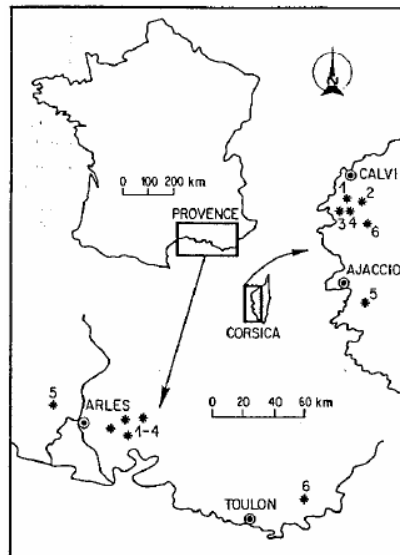 N
CALVI
1
2
3 4
6
0 100 200 km
PROVENCE
AJACCIO
5
CORSICA
5
ARLES
1-4
0 20 40 60 km
6
TOULON